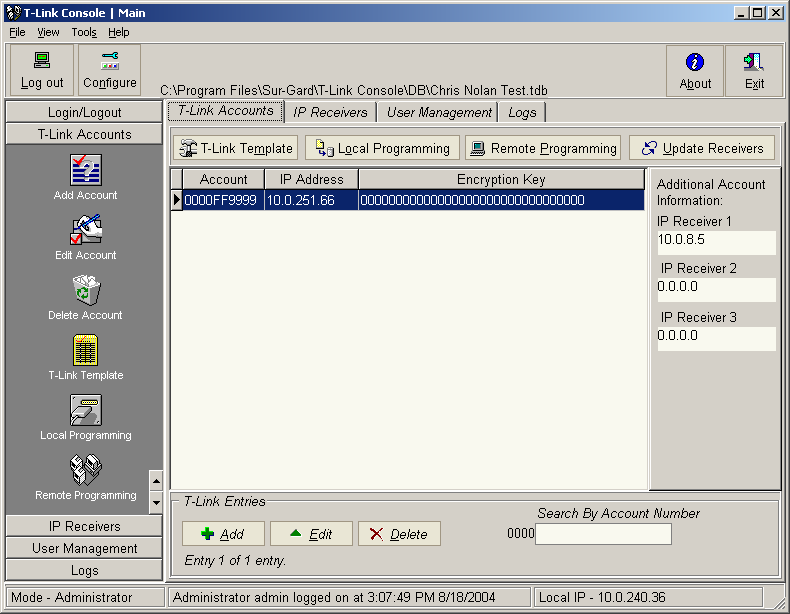 T-Link Console | Main
File View Tools Help
Log out Configure C:\Program Files\Sur-Gard\T-Link Console\DB\Chris Nolan Test.tdb About Exit
Login/Logout
T-Link Accounts
Add Account
Edit Account
Delete Account
T-Link Template
Local Programming
Remote Programming
IP Receivers
User Management
Logs
T-Link Accounts IP Receivers User Management Logs
T-Link Template Local Programming Remote Programming Update Receivers
Account IP Address Encryption Key
0000FF9999 10.0.251.66 00000000000000000000000000000000
Additional Account
Information:
IP Receiver 1
10.0.8.5
IP Receiver 2
0.0.0.0
IP Receiver 3
0.0.0.0
T-Link Entries
Add Edit Delete
Entry 1 of 1 entry.
Search By Account Number
0000
Mode - Administrator Administrator admin logged on at 3:07:49 PM 8/18/2004 Local IP - 10.0.240.36